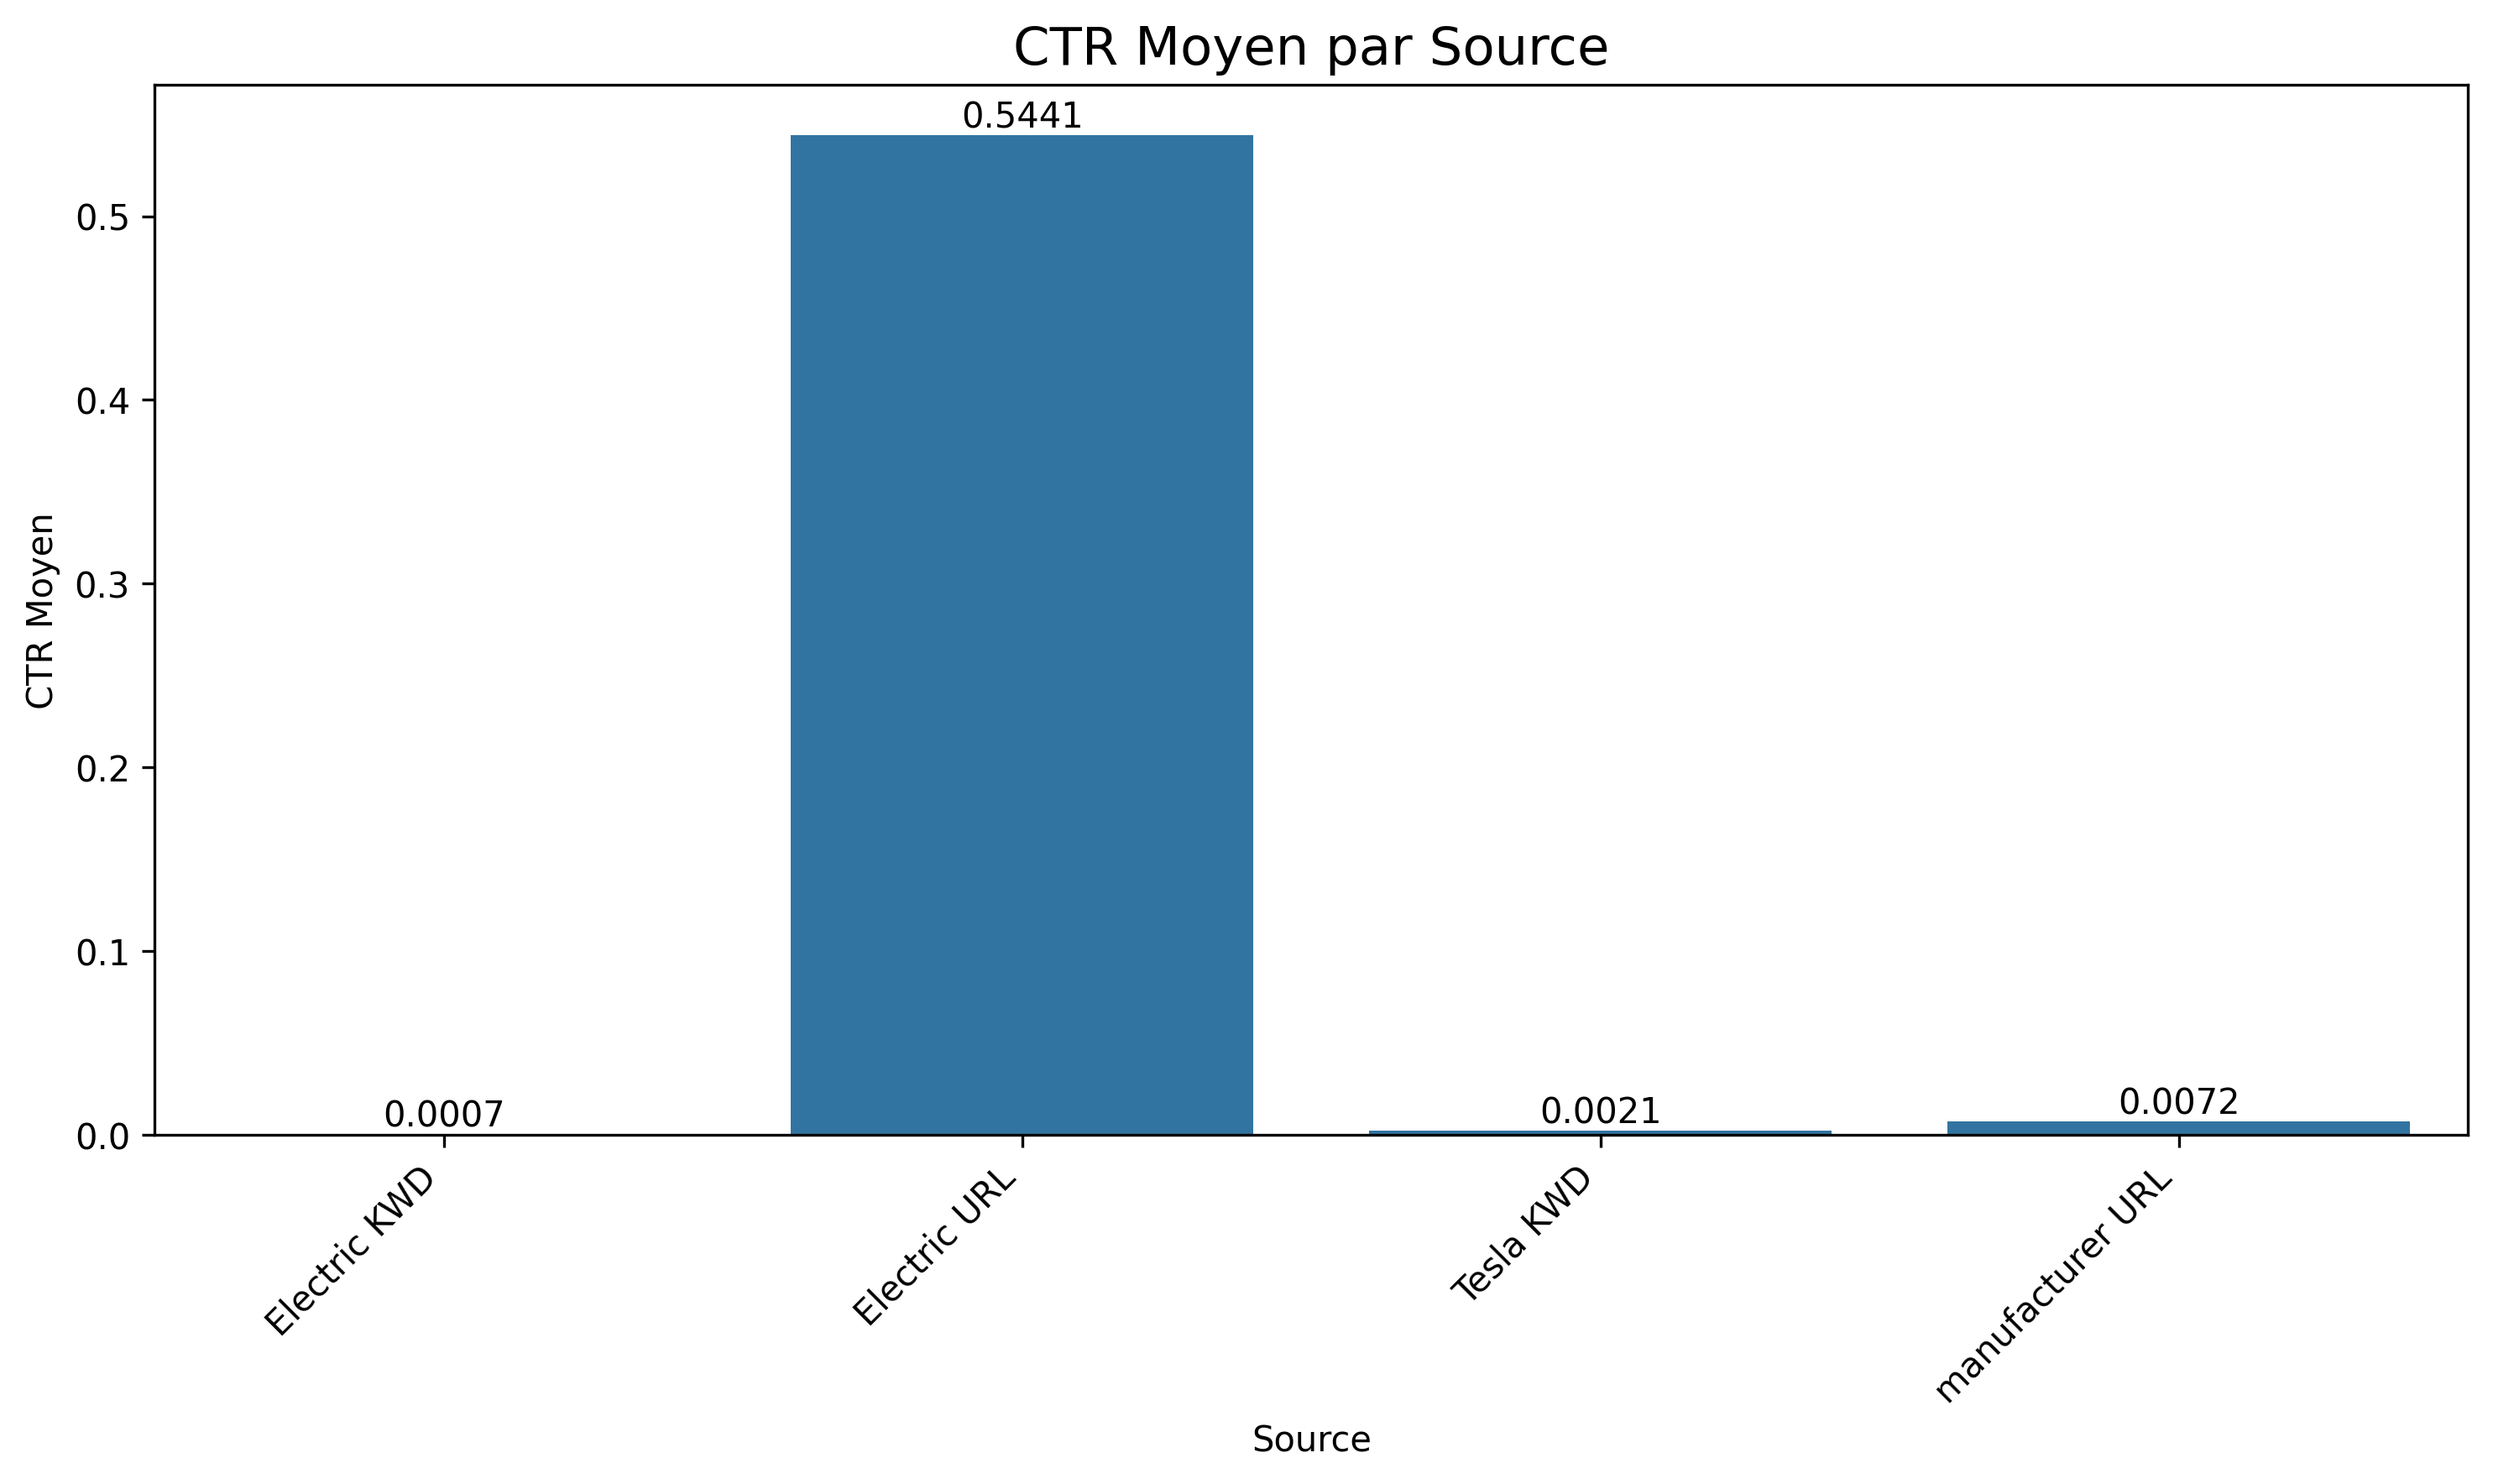 CTR Moyen par Source
CTR Moyen
0.5
0.4
0.3
0.2
0.1
0.0
0.0007
0.5441
0.0021
0.0072
Electric KWD
Electric URL
Tesla KWD
manufacturer URL
Source